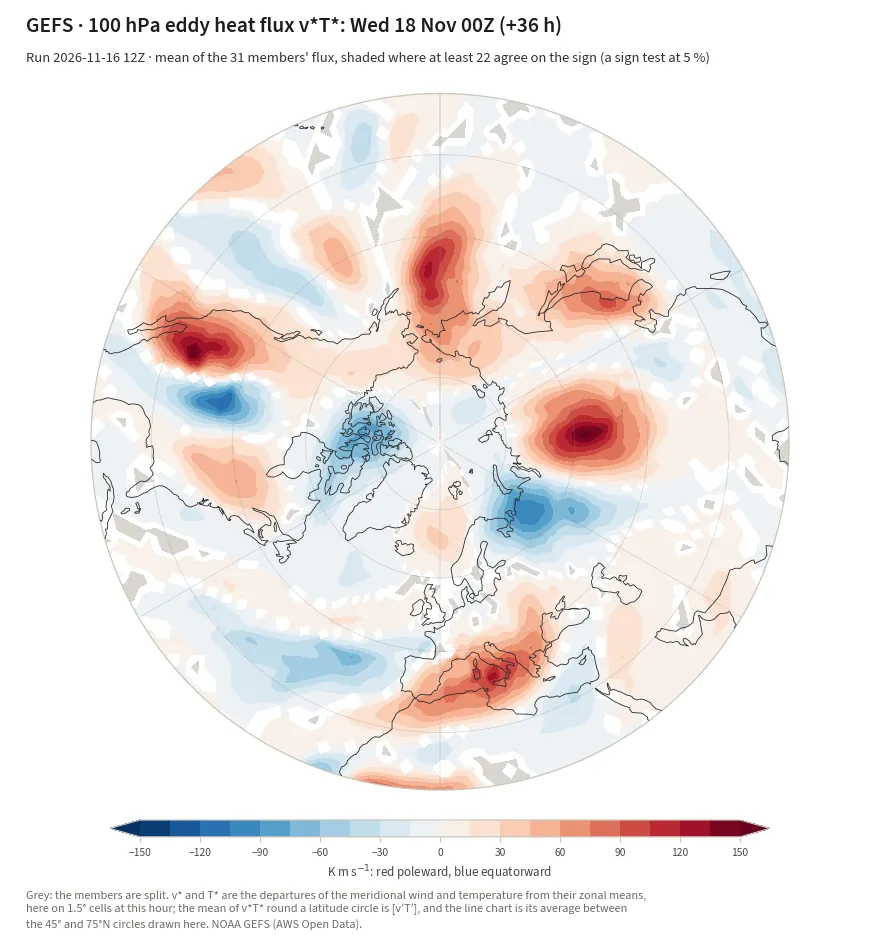 GEFS · 100 hPa eddy heat flux v*T*: Wed 18 Nov 00Z (+36 h)
Run 2026-11-16 12Z · mean of the 31 members' flux, shaded where at least 22 agree on the sign (a sign test at 5 %)
−150 −120 −90 −60 −30 0 30 60 90 120 150
K m s⁻¹: red poleward, blue equatorward
Grey: the members are split. v* and T* are the departures of the meridional wind and temperature from their zonal means,
here on 1.5° cells at this hour; the mean of v*T* round a latitude circle is [v'T'], and the line chart is its average between
the 45° and 75°N circles drawn here. NOAA GEFS (AWS Open Data).